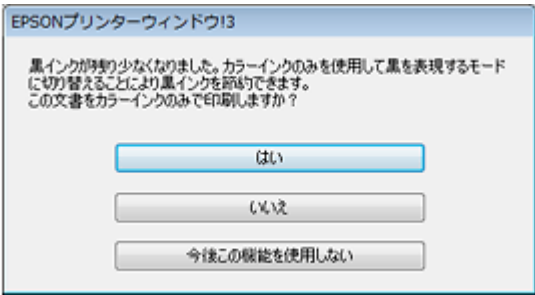 EPSONプリンターウィンドウ!3
黒インクが残り少なくなりました。カラーインクのみを使用して黒を表現するモード
に切り替えることにより黒インクを節約できます。
この文書をカラーインクのみで印刷しますか？
はい
いいえ
今後この機能を使用しない